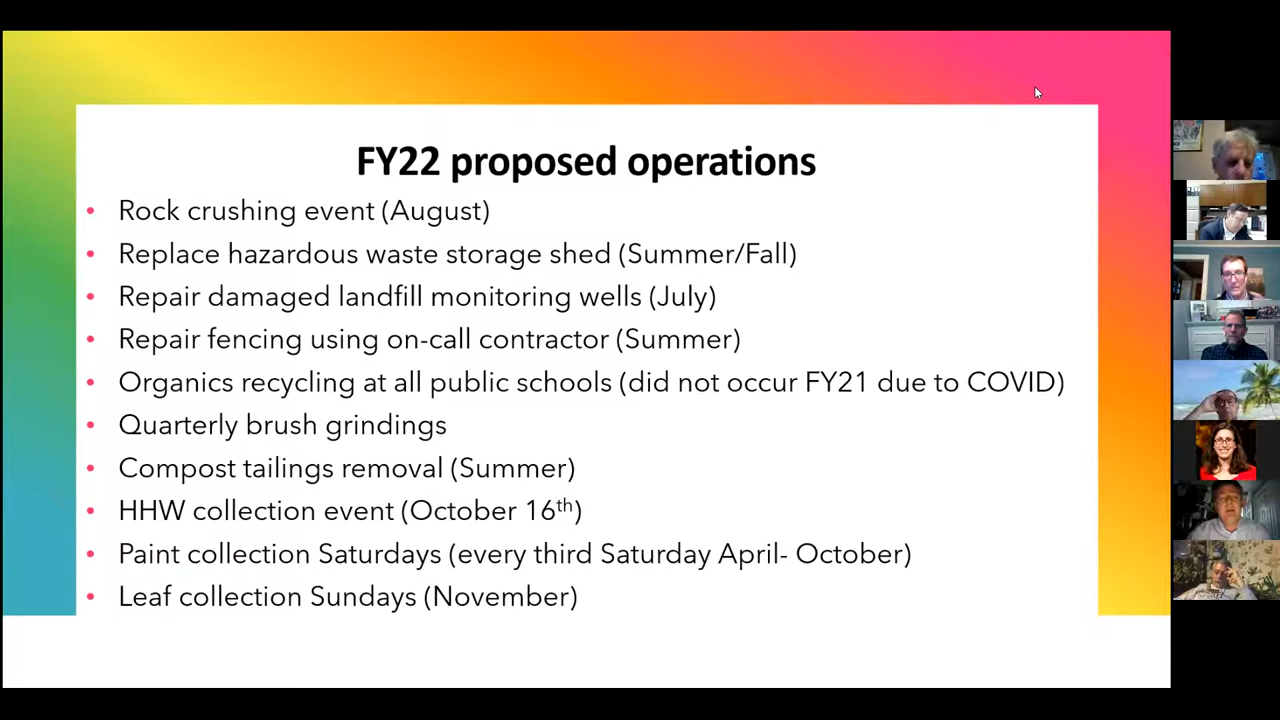 FY22 proposed operations
• Rock crushing event (August)
• Replace hazardous waste storage shed (Summer/Fall)
• Repair damaged landfill monitoring wells (July)
• Repair fencing using on-call contractor (Summer)
• Organics recycling at all public schools (did not occur FY21 due to COVID)
• Quarterly brush grindings
• Compost tailings removal (Summer)
• HHW collection event (October 16th)
• Paint collection Saturdays (every third Saturday April- October)
• Leaf collection Sundays (November)